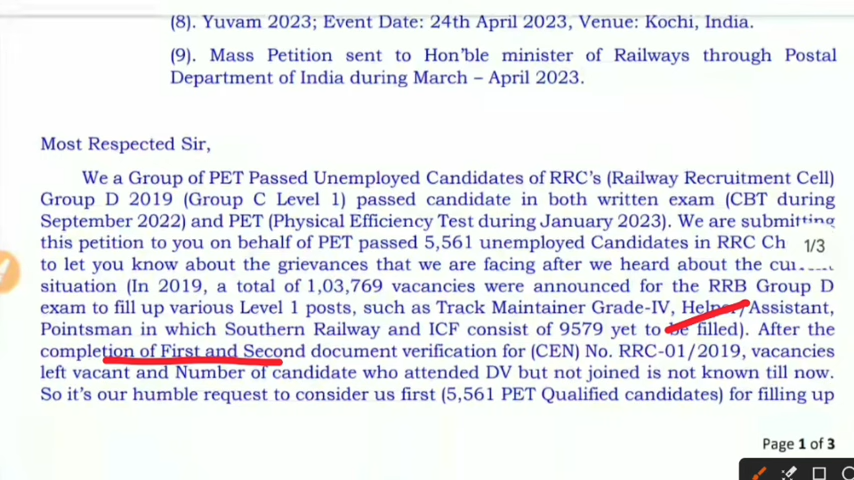 (8). Yuvam 2023; Event Date: 24th April 2023, Venue: Kochi, India.
(9). Mass Petition sent to Hon'ble minister of Railways through Postal
Department of India during March – April 2023.
Most Respected Sir,
We a Group of PET Passed Unemployed Candidates of RRC's (Railway Recruitment Cell)
Group D 2019 (Group C Level 1) passed candidate in both written exam (CBT during
September 2022) and PET (Physical Efficiency Test during January 2023). We are submitting
this petition to you on behalf of PET passed 5,561 unemployed Candidates in RRC Ch
1/3
to let you know about the grievances that we are facing after we heard about the
situation (In 2019, a total of 1,03,769 vacancies were announced for the RRB Group D
exam to fill up various Level 1 posts, such as Track Maintainer Grade-IV, Helper/Assistant,
Pointsman in which Southern Railway and ICF consist of 9579 yet to be filled). After the
completion of First and Second document verification for (CEN) No. RRC-01/2019, vacancies
left vacant and Number of candidate who attended DV but not joined is not known till now.
So it's our humble request to consider us first (5,561 PET Qualified candidates) for filling up
Page 1 of 3